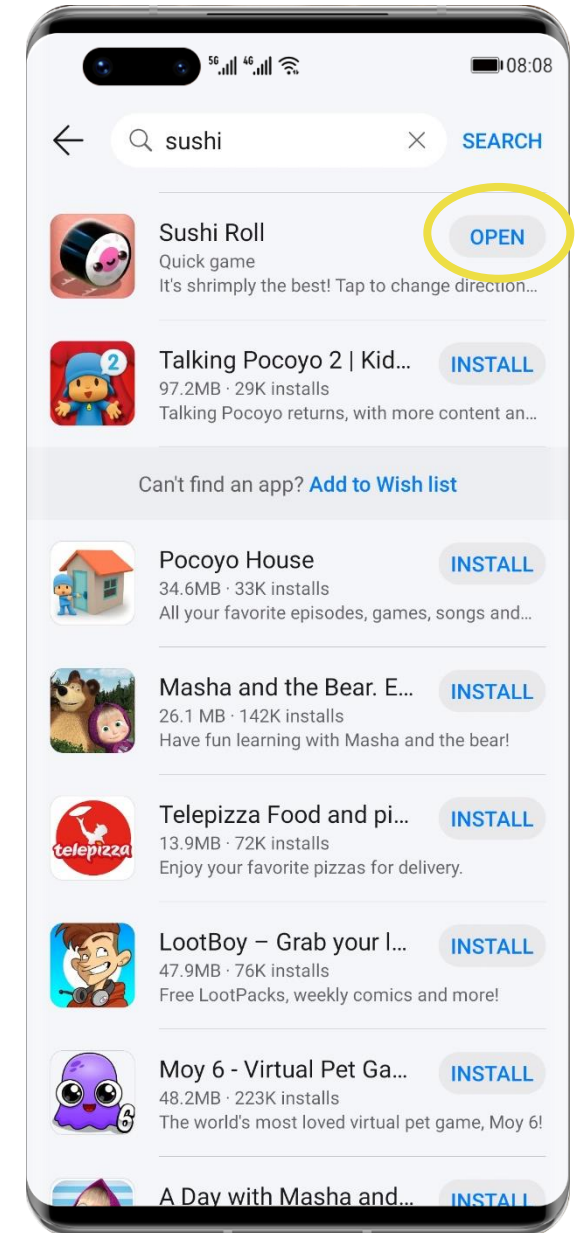 5G 4G 08:08
sushi SEARCH
Sushi Roll
Quick game
It's shrimply the best! Tap to change direction...
OPEN
2
Talking Pocoyo 2 | Kid...
97.2MB · 29K installs
Talking Pocoyo returns, with more content an...
INSTALL
Can't find an app? Add to Wish list
Pocoyo House
34.6MB · 33K installs
All your favorite episodes, games, songs and...
INSTALL
Masha and the Bear. E...
26.1 MB · 142K installs
Have fun learning with Masha and the bear!
INSTALL
telepizza
Telepizza Food and pi...
13.9MB · 72K installs
Enjoy your favorite pizzas for delivery.
INSTALL
LootBoy – Grab your l...
47.9MB · 76K installs
Free LootPacks, weekly comics and more!
INSTALL
6
Moy 6 - Virtual Pet Ga...
48.2MB · 223K installs
The world's most loved virtual pet game, Moy 6!
INSTALL
A Day with Masha and...
INSTALL